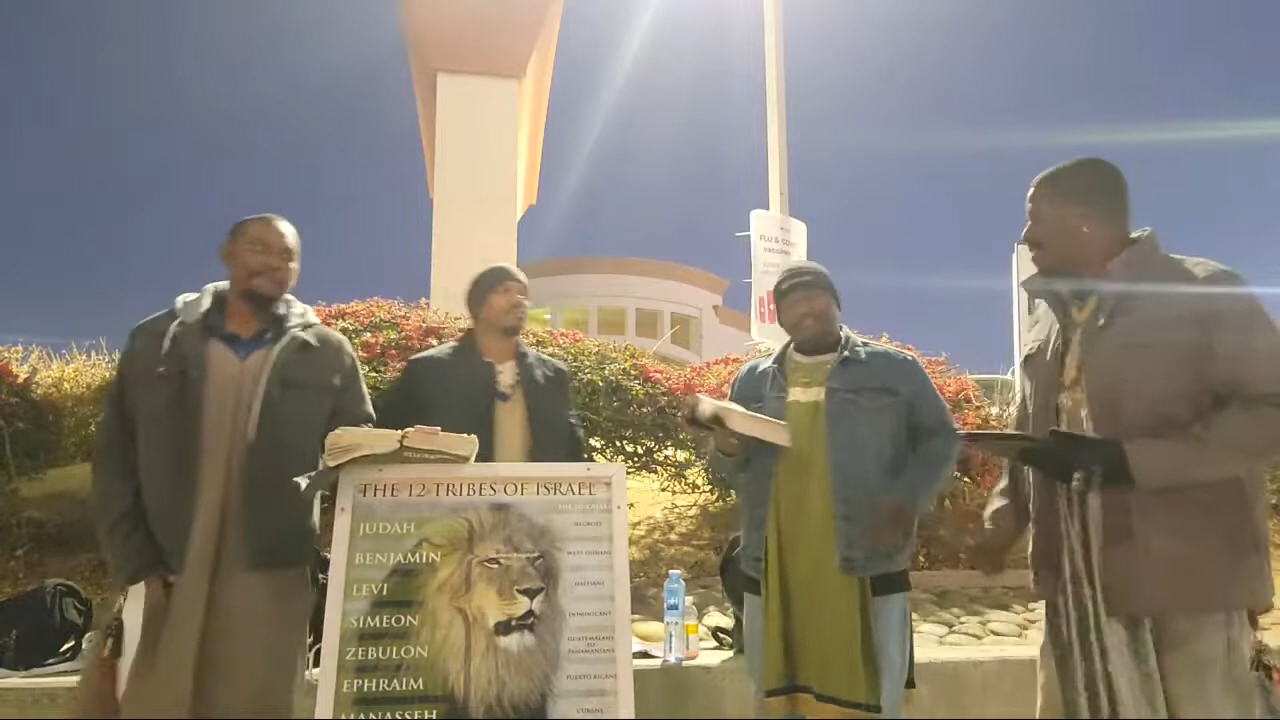 FLU & COVID
vaccines
THE 12 TRIBES OF ISRAEL
JUDAH
NEGROES
BENJAMIN
WEST INDIANS
LEVI
HAITIANS
SIMEON
DOMINICANS
ZEBULON
GUATEMALANS
TO
PANAMANIANS
EPHRAIM
PUERTO RICANS
MANASSEH
CUBANS